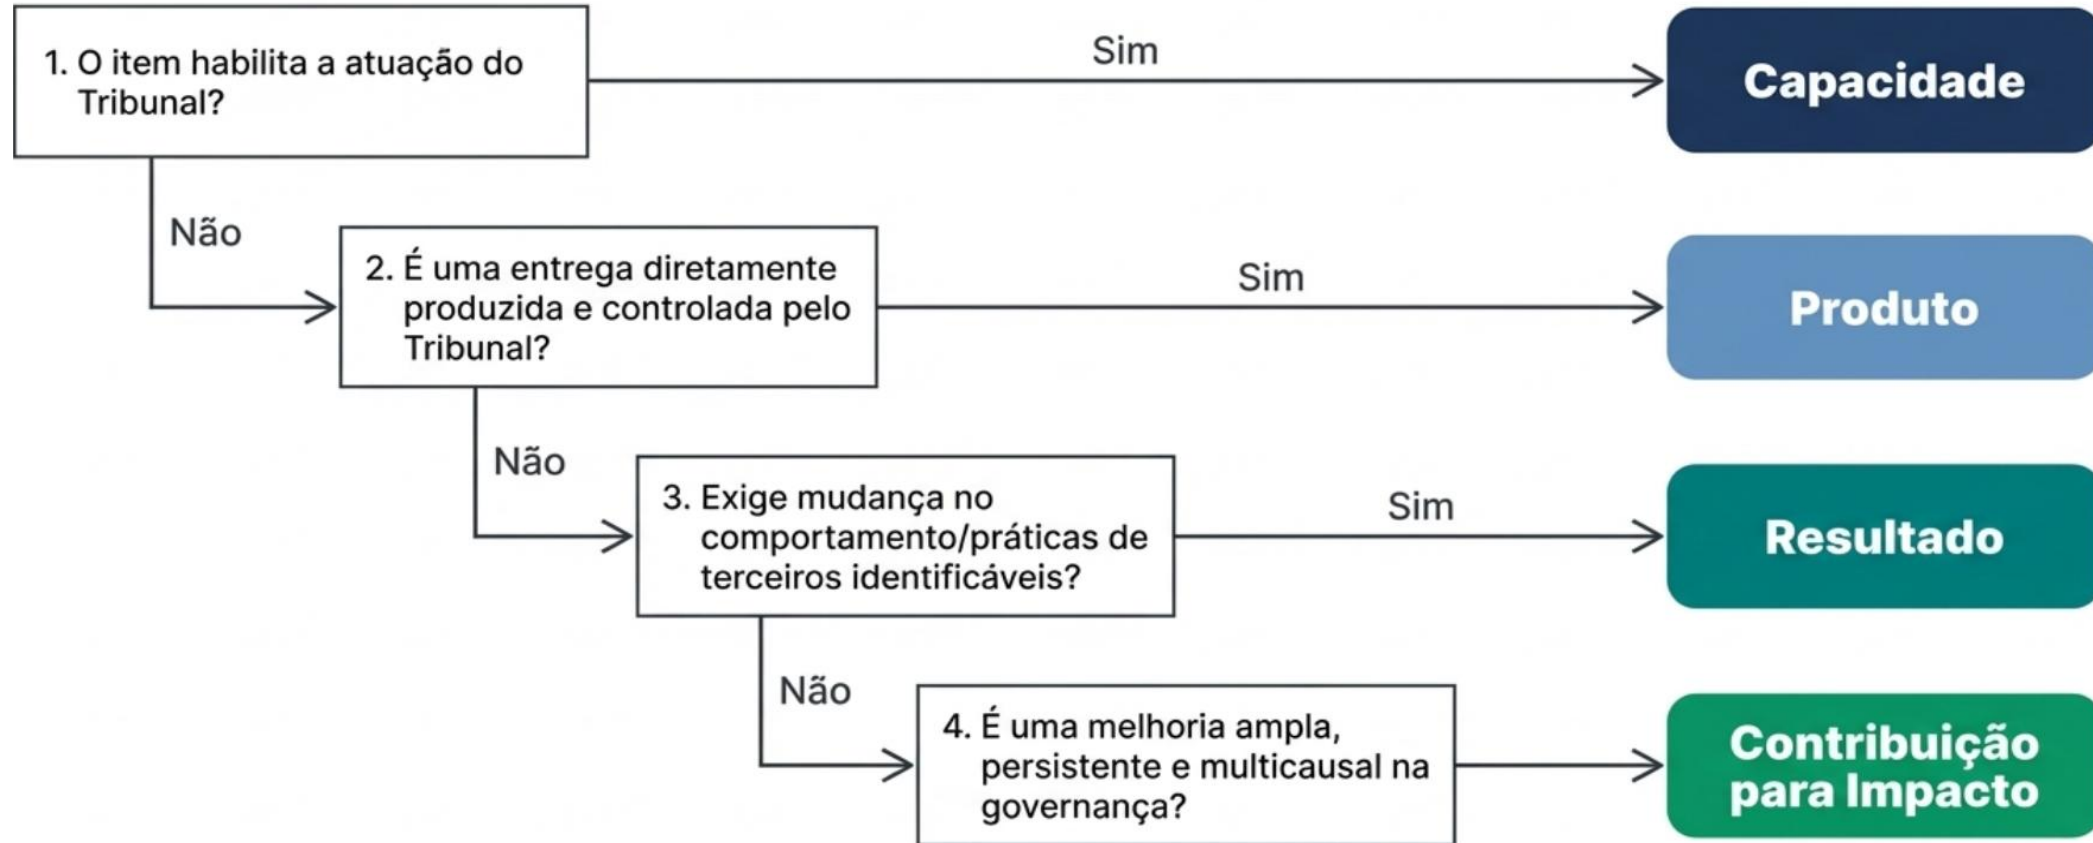 1. O item habilita a atuação do
Tribunal?
Sim
Capacidade
Não
2. É uma entrega diretamente
produzida e controlada pelo
Tribunal?
Sim
Produto
Não
3. Exige mudança no
comportamento/práticas de
terceiros identificáveis?
Sim
Resultado
Não
4. É uma melhoria ampla,
persistente e multicausal na
governança?
Contribuição
para Impacto